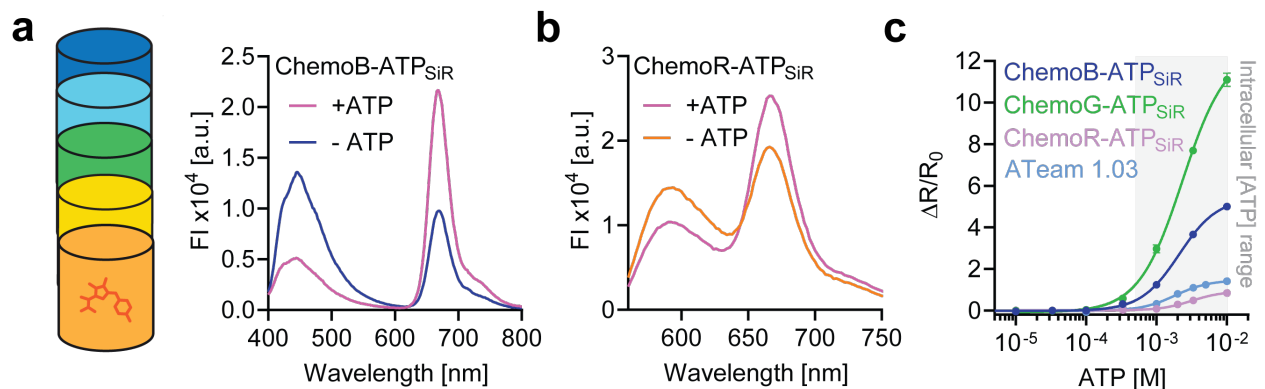 a
ChemoB-ATPSiR
+ATP
- ATP
FI x10⁴ [a.u.]
2.5
2.0
1.5
1.0
0.5
0.0
400
500
600
700
800
Wavelength [nm]
b
ChemoR-ATPSiR
+ATP
- ATP
FI x10⁴ [a.u.]
3
2
1
0
600
650
700
750
Wavelength [nm]
c
ChemoB-ATPSiR
ChemoG-ATPSiR
ChemoR-ATPSiR
ATeam 1.03
Intracellular [ATP] range
ΔR/R₀
12
10
8
6
4
2
0
10⁻⁵
10⁻⁴
10⁻³
10⁻²
ATP [M]